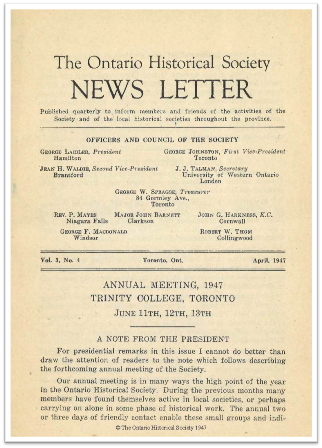 The Ontario Historical Society
NEWS LETTER
Published quarterly to inform members and friends of the activities of the
Society and of the local historical societies throughout the province.
OFFICERS AND COUNCIL OF THE SOCIETY
GEORGE LAIDLER, President GEORGE JOHNSTON, First Vice-President
Hamilton Toronto
JEAN H. WALDIE, Second Vice-President J. J. TALMAN, Secretary
Brantford University of Western Ontario
London
GEORGE W. SPRAGGE, Treasurer
84 Gormley Ave.,
Toronto
REV. P. MAYES MAJOR JOHN BARNETT JOHN G. HARKNESS, K.C.
Niagara Falls Clarkson Cornwall
GEORGE F. MACDONALD ROBERT W. THOM
Windsor Collingwood
Vol. 3, No. 4 Toronto, Ont. April, 1947
ANNUAL MEETING, 1947
TRINITY COLLEGE, TORONTO
JUNE 11TH, 12TH, 13TH
A NOTE FROM THE PRESIDENT
For presidential remarks in this issue I cannot do better than
draw the attention of readers to the note which follows describing
the forthcoming annual meeting of the Society.
Our annual meeting is in many ways the high point of the year
in the Ontario Historical Society. During the previous months many
members have found themselves active in local societies, or perhaps
carrying on alone in some phase of historical work. The annual two
or three days of friendly contact enable these small groups and indi-
© The Ontario Historical Society 1947